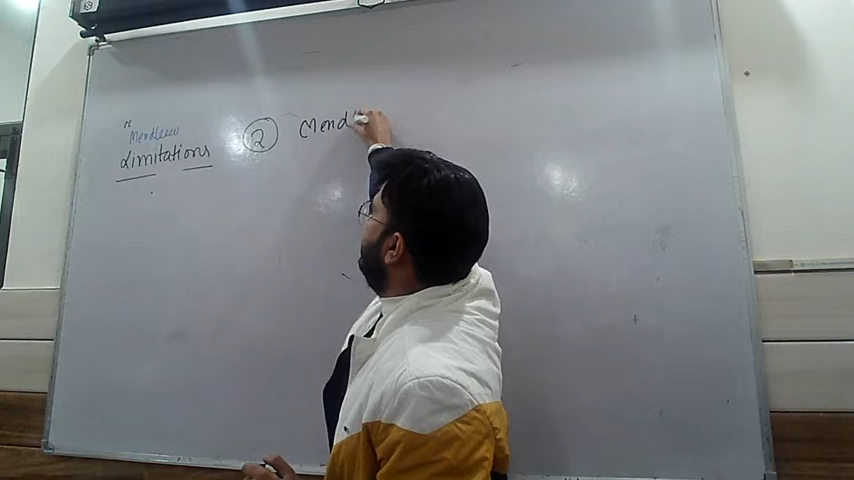 " Mendleev
Limitations
② Mend